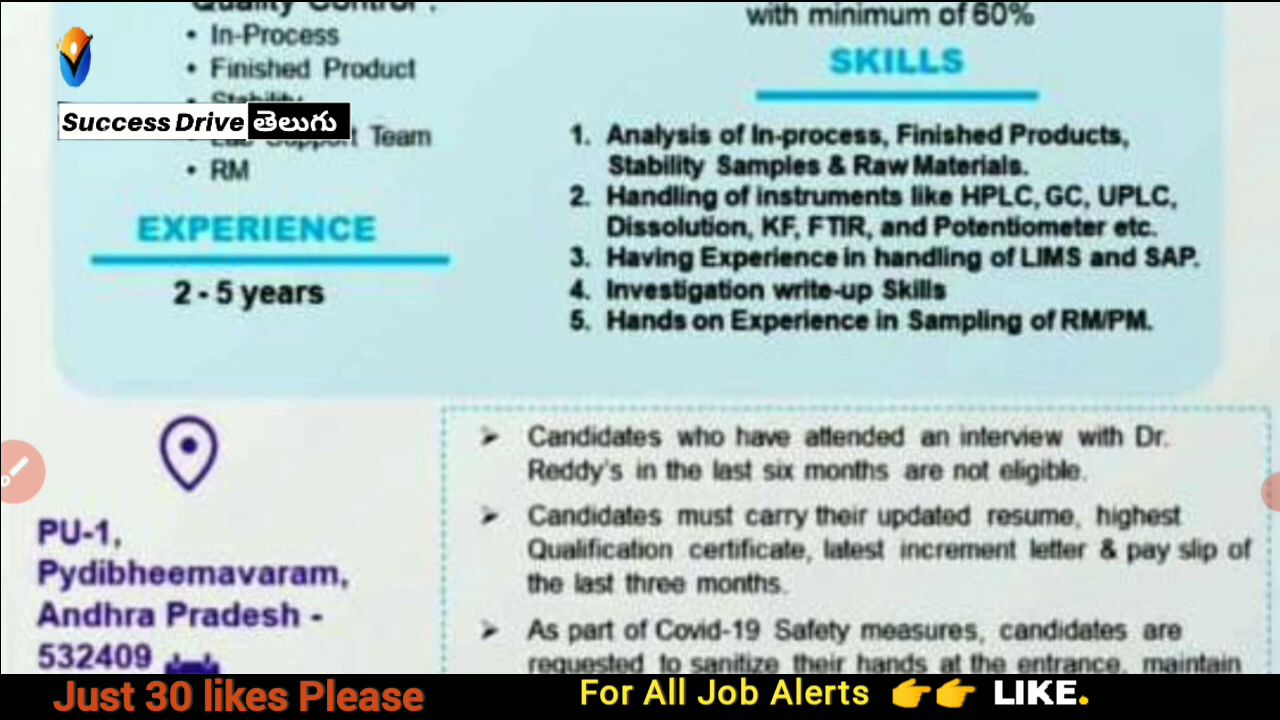 Quality Control :
• In-Process
• Finished Product
• Stability
Success Drive తెలుగు
• Lab Support Team
• RM
EXPERIENCE
2 - 5 years
with minimum of 60%
SKILLS
1. Analysis of In-process, Finished Products,
Stability Samples & Raw Materials.
2. Handling of instruments like HPLC, GC, UPLC,
Dissolution, KF, FTIR, and Potentiometer etc.
3. Having Experience in handling of LIMS and SAP.
4. Investigation write-up Skills
5. Hands on Experience in Sampling of RM/PM.
PU-1,
Pydibheemavaram,
Andhra Pradesh -
532409
➤ Candidates who have attended an interview with Dr.
Reddy's in the last six months are not eligible.
➤ Candidates must carry their updated resume, highest
Qualification certificate, latest increment letter & pay slip of
the last three months.
➤ As part of Covid-19 Safety measures, candidates are
requested to sanitize their hands at the entrance, maintain
Just 30 likes Please
For All Job Alerts 👉👉 LIKE.